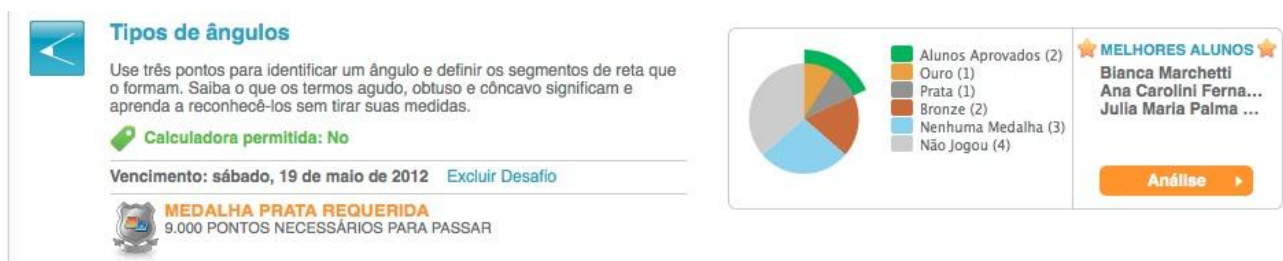 Tipos de ângulos
Use três pontos para identificar um ângulo e definir os segmentos de reta que
o formam. Saiba o que os termos agudo, obtuso e côncavo significam e
aprenda a reconhecê-los sem tirar suas medidas.
Calculadora permitida: No
Vencimento: sábado, 19 de maio de 2012 Excluir Desafio
MEDALHA PRATA REQUERIDA
9.000 PONTOS NECESSÁRIOS PARA PASSAR
Alunos Aprovados (2)
Ouro (1)
Prata (1)
Bronze (2)
Nenhuma Medalha (3)
Não Jogou (4)
MELHORES ALUNOS
Bianca Marchetti
Ana Carolini Ferna...
Julia Maria Palma ...
Análise